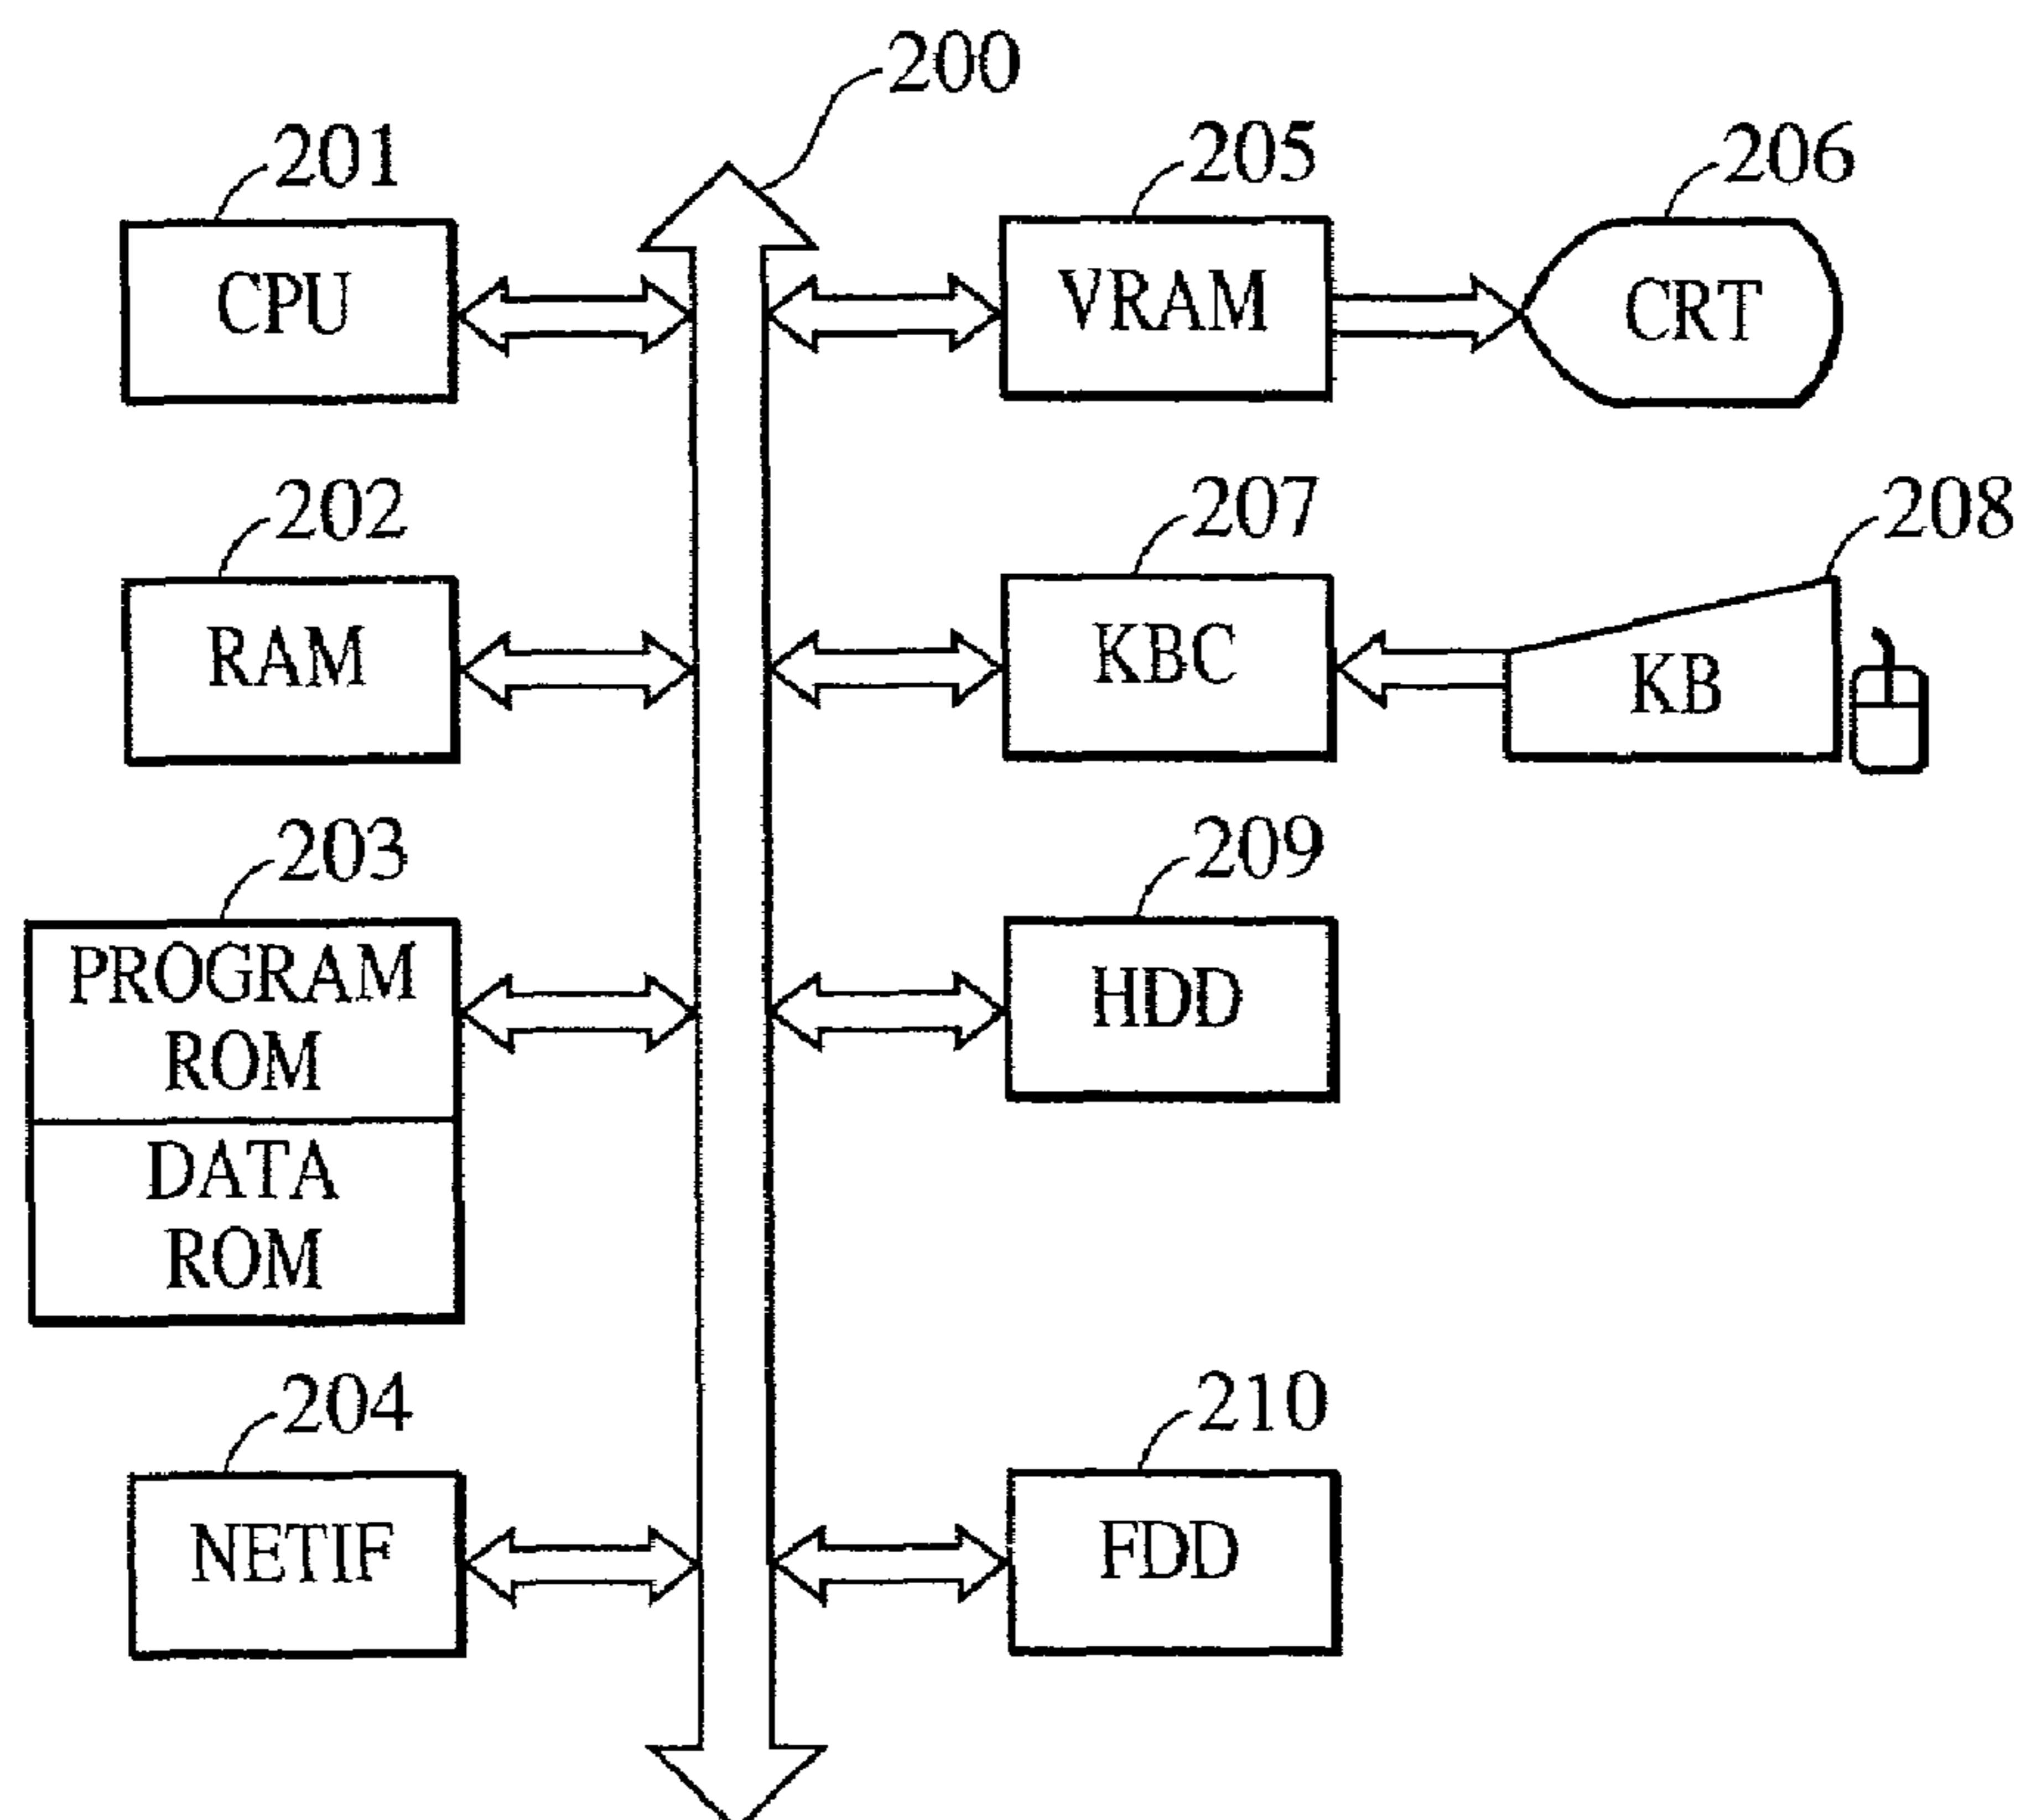 200
201
205
206
CPU
VRAM
CRT
202
207
208
RAM
KBC
KB
203
209
PROGRAM
ROM
HDD
DATA
ROM
204
210
NETIF
FDD